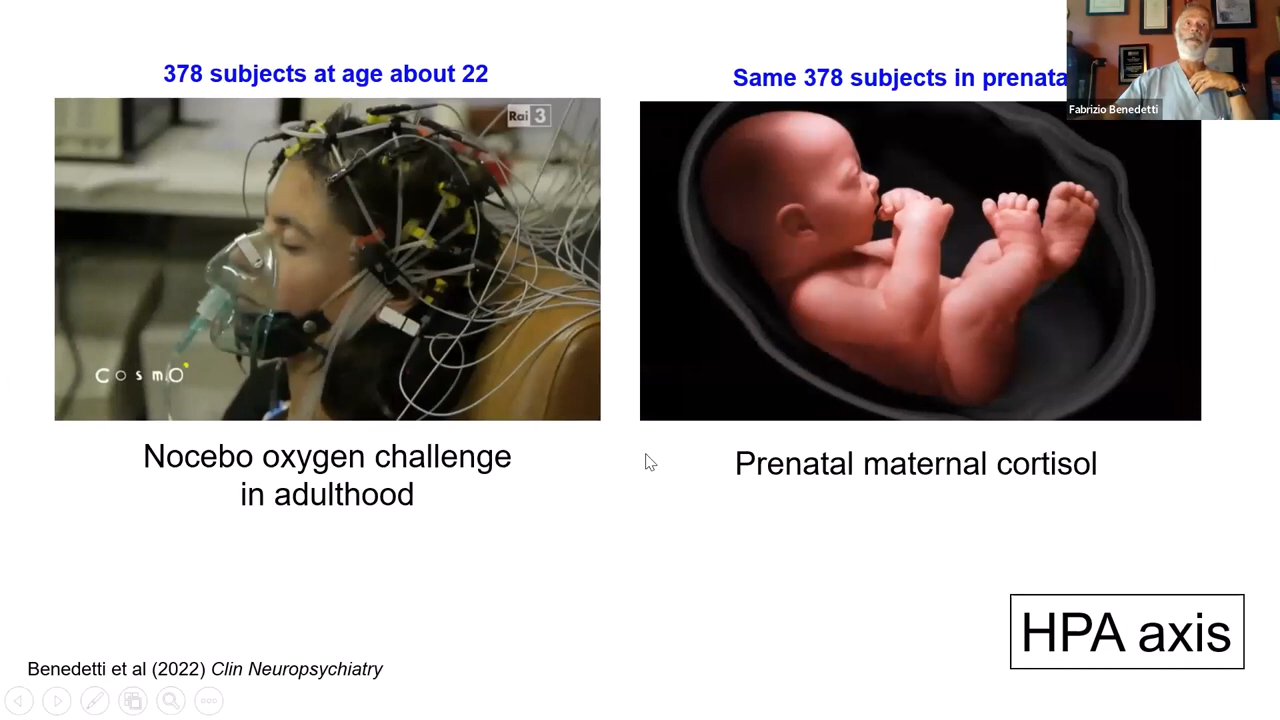 378 subjects at age about 22
Same 378 subjects in prenata
Fabrizio Benedetti
Rai 3
CosmO
Nocebo oxygen challenge
in adulthood
Prenatal maternal cortisol
HPA axis
Benedetti et al (2022) Clin Neuropsychiatry